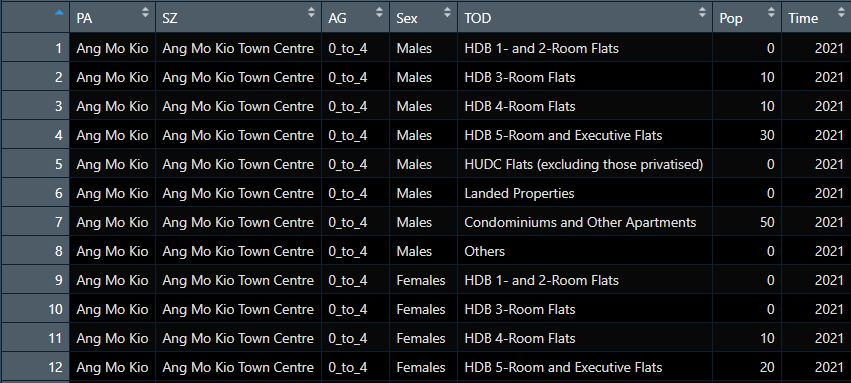 PA SZ AG Sex TOD Pop Time
1 Ang Mo Kio Ang Mo Kio Town Centre 0_to_4 Males HDB 1- and 2-Room Flats 0 2021
2 Ang Mo Kio Ang Mo Kio Town Centre 0_to_4 Males HDB 3-Room Flats 10 2021
3 Ang Mo Kio Ang Mo Kio Town Centre 0_to_4 Males HDB 4-Room Flats 10 2021
4 Ang Mo Kio Ang Mo Kio Town Centre 0_to_4 Males HDB 5-Room and Executive Flats 30 2021
5 Ang Mo Kio Ang Mo Kio Town Centre 0_to_4 Males HUDC Flats (excluding those privatised) 0 2021
6 Ang Mo Kio Ang Mo Kio Town Centre 0_to_4 Males Landed Properties 0 2021
7 Ang Mo Kio Ang Mo Kio Town Centre 0_to_4 Males Condominiums and Other Apartments 50 2021
8 Ang Mo Kio Ang Mo Kio Town Centre 0_to_4 Males Others 0 2021
9 Ang Mo Kio Ang Mo Kio Town Centre 0_to_4 Females HDB 1- and 2-Room Flats 0 2021
10 Ang Mo Kio Ang Mo Kio Town Centre 0_to_4 Females HDB 3-Room Flats 0 2021
11 Ang Mo Kio Ang Mo Kio Town Centre 0_to_4 Females HDB 4-Room Flats 10 2021
12 Ang Mo Kio Ang Mo Kio Town Centre 0_to_4 Females HDB 5-Room and Executive Flats 20 2021